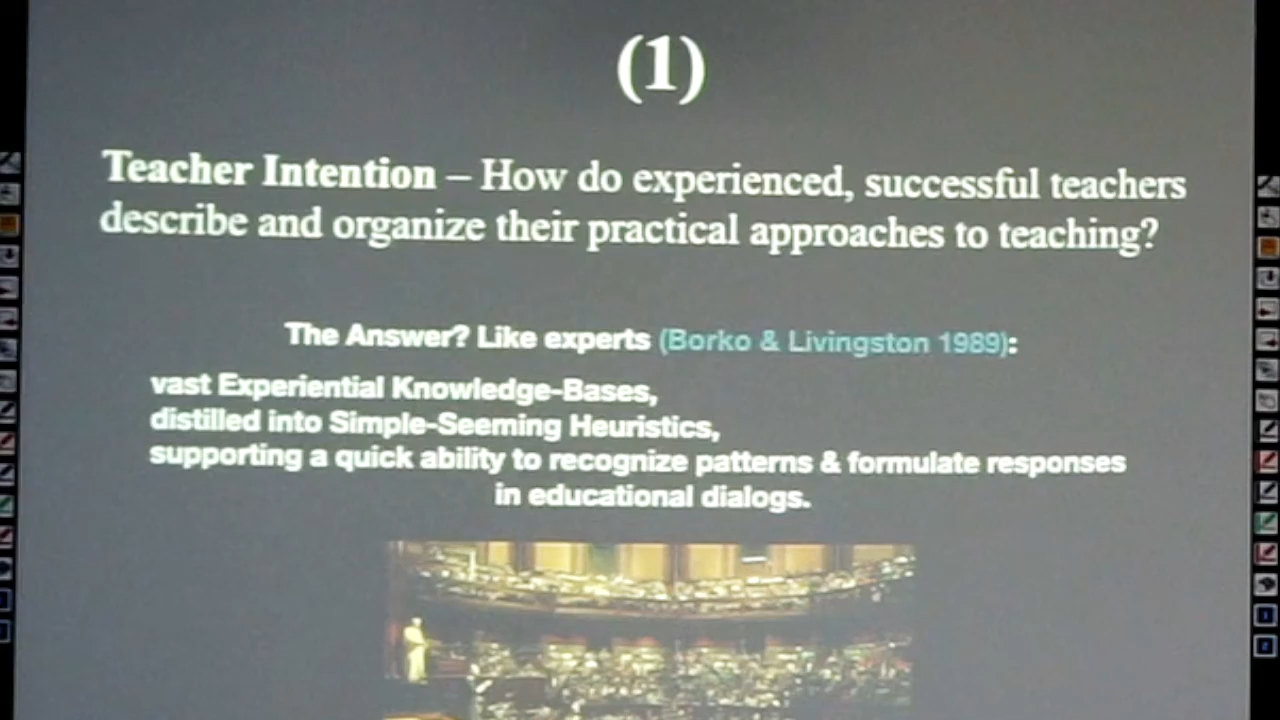 (1)
Teacher Intention – How do experienced, successful teachers
describe and organize their practical approaches to teaching?
The Answer? Like experts (Borko & Livingston 1989):
vast Experiential Knowledge-Bases,
distilled into Simple-Seeming Heuristics,
supporting a quick ability to recognize patterns & formulate responses
in educational dialogs.